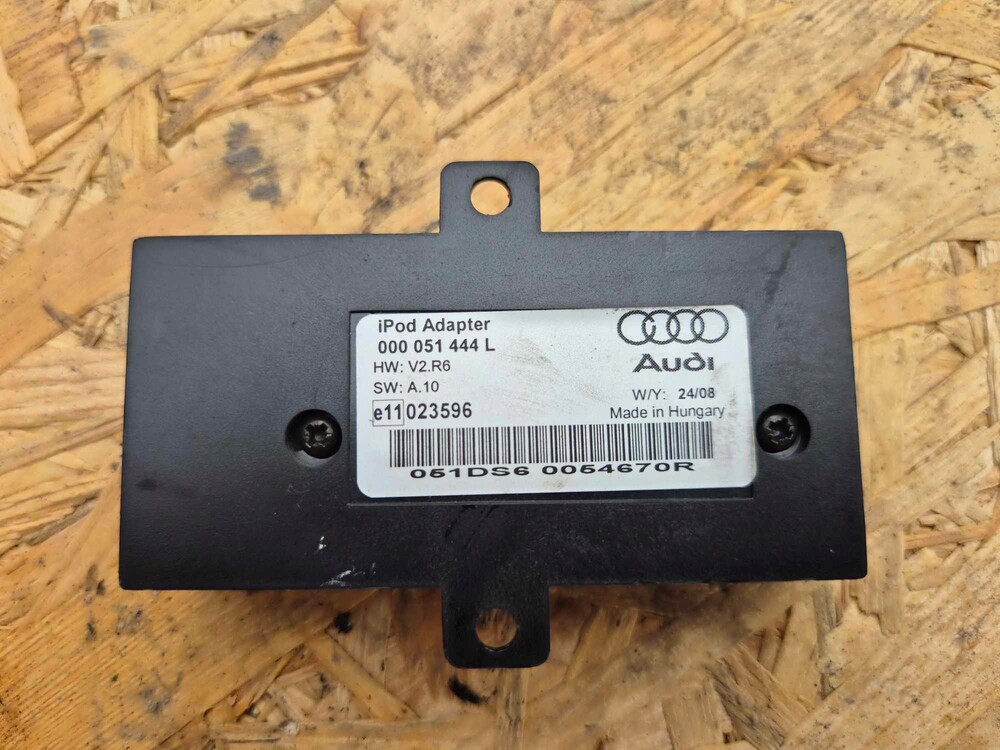 iPod Adapter
000 051 444 L
HW: V2.R6
SW: A.10
e11 023596
Audi
W/Y: 24/08
Made in Hungary
051DS6 0054670R